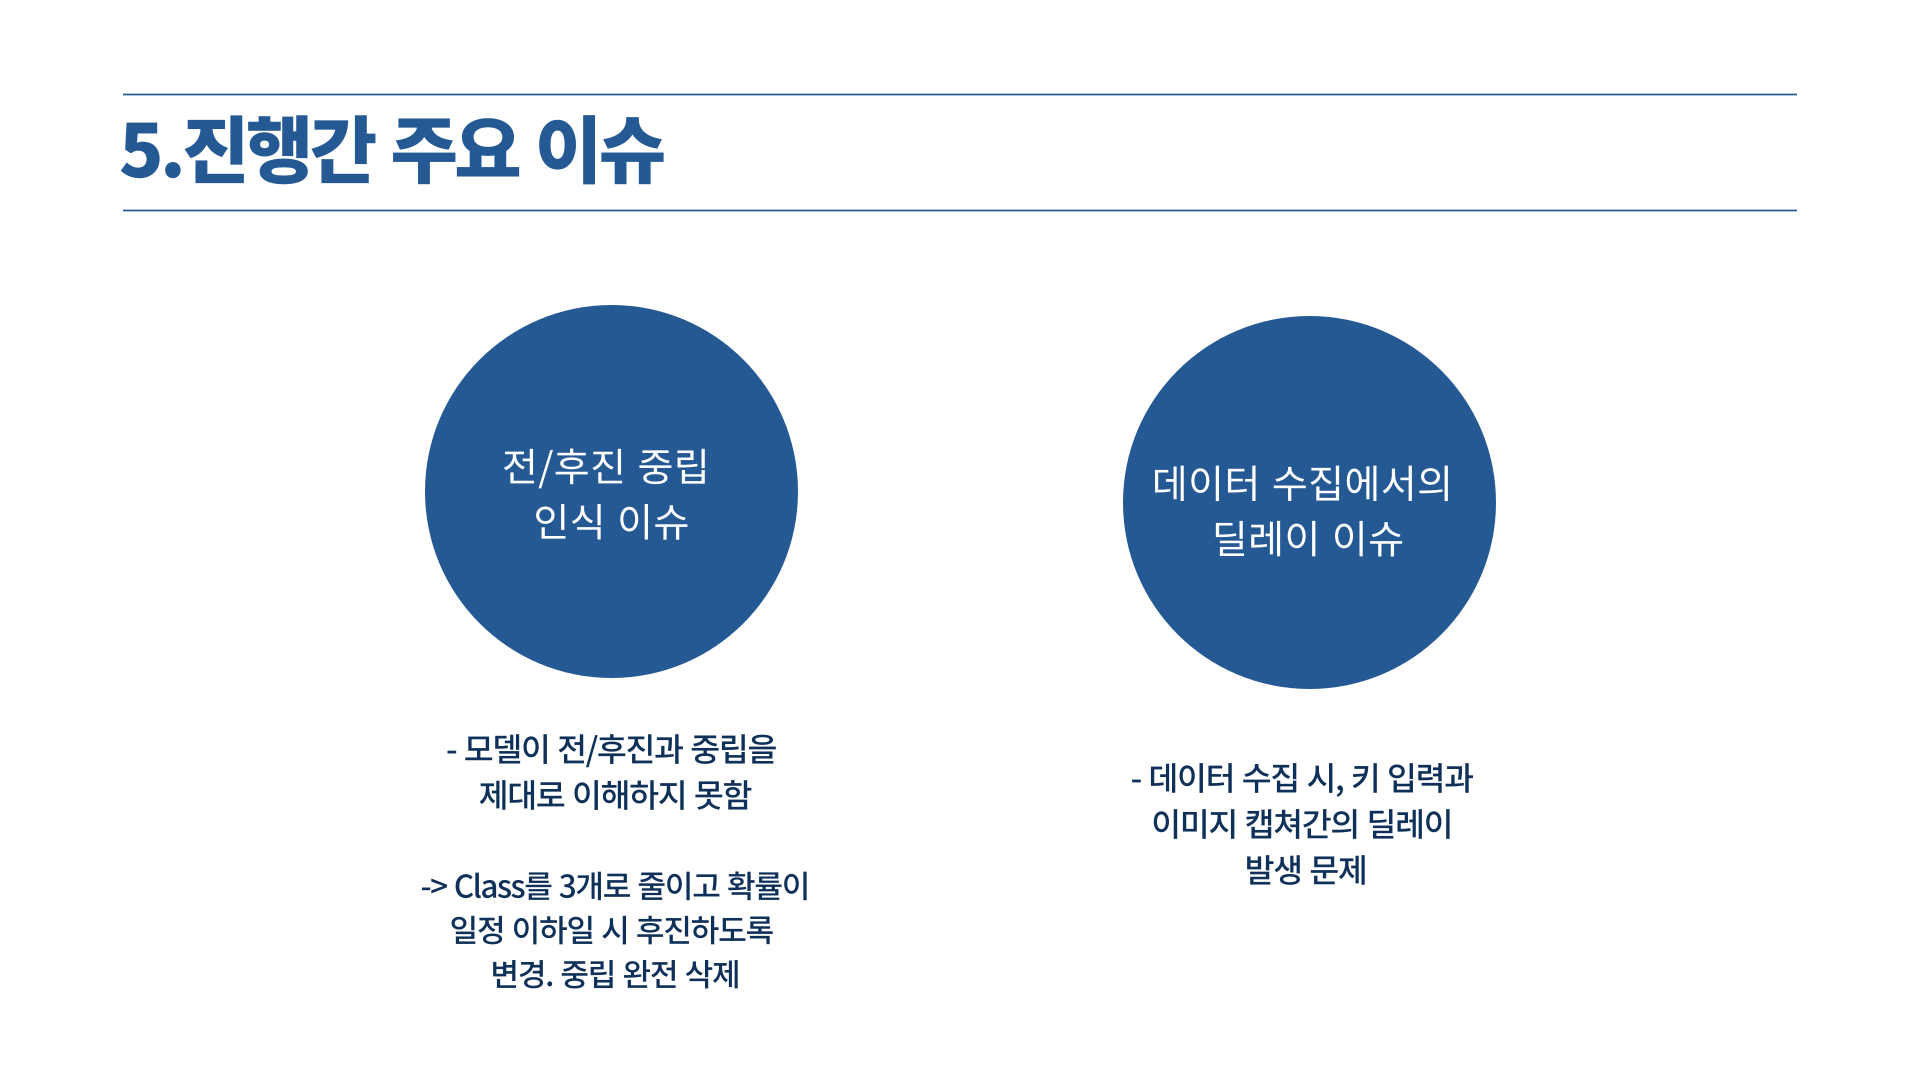 5.진행간 주요 이슈
전/후진 중립
인식 이슈
- 모델이 전/후진과 중립을
제대로 이해하지 못함
-> Class를 3개로 줄이고 확률이
일정 이하일 시 후진하도록
변경. 중립 완전 삭제
데이터 수집에서의
딜레이 이슈
- 데이터 수집 시, 키 입력과
이미지 캡쳐간의 딜레이
발생 문제